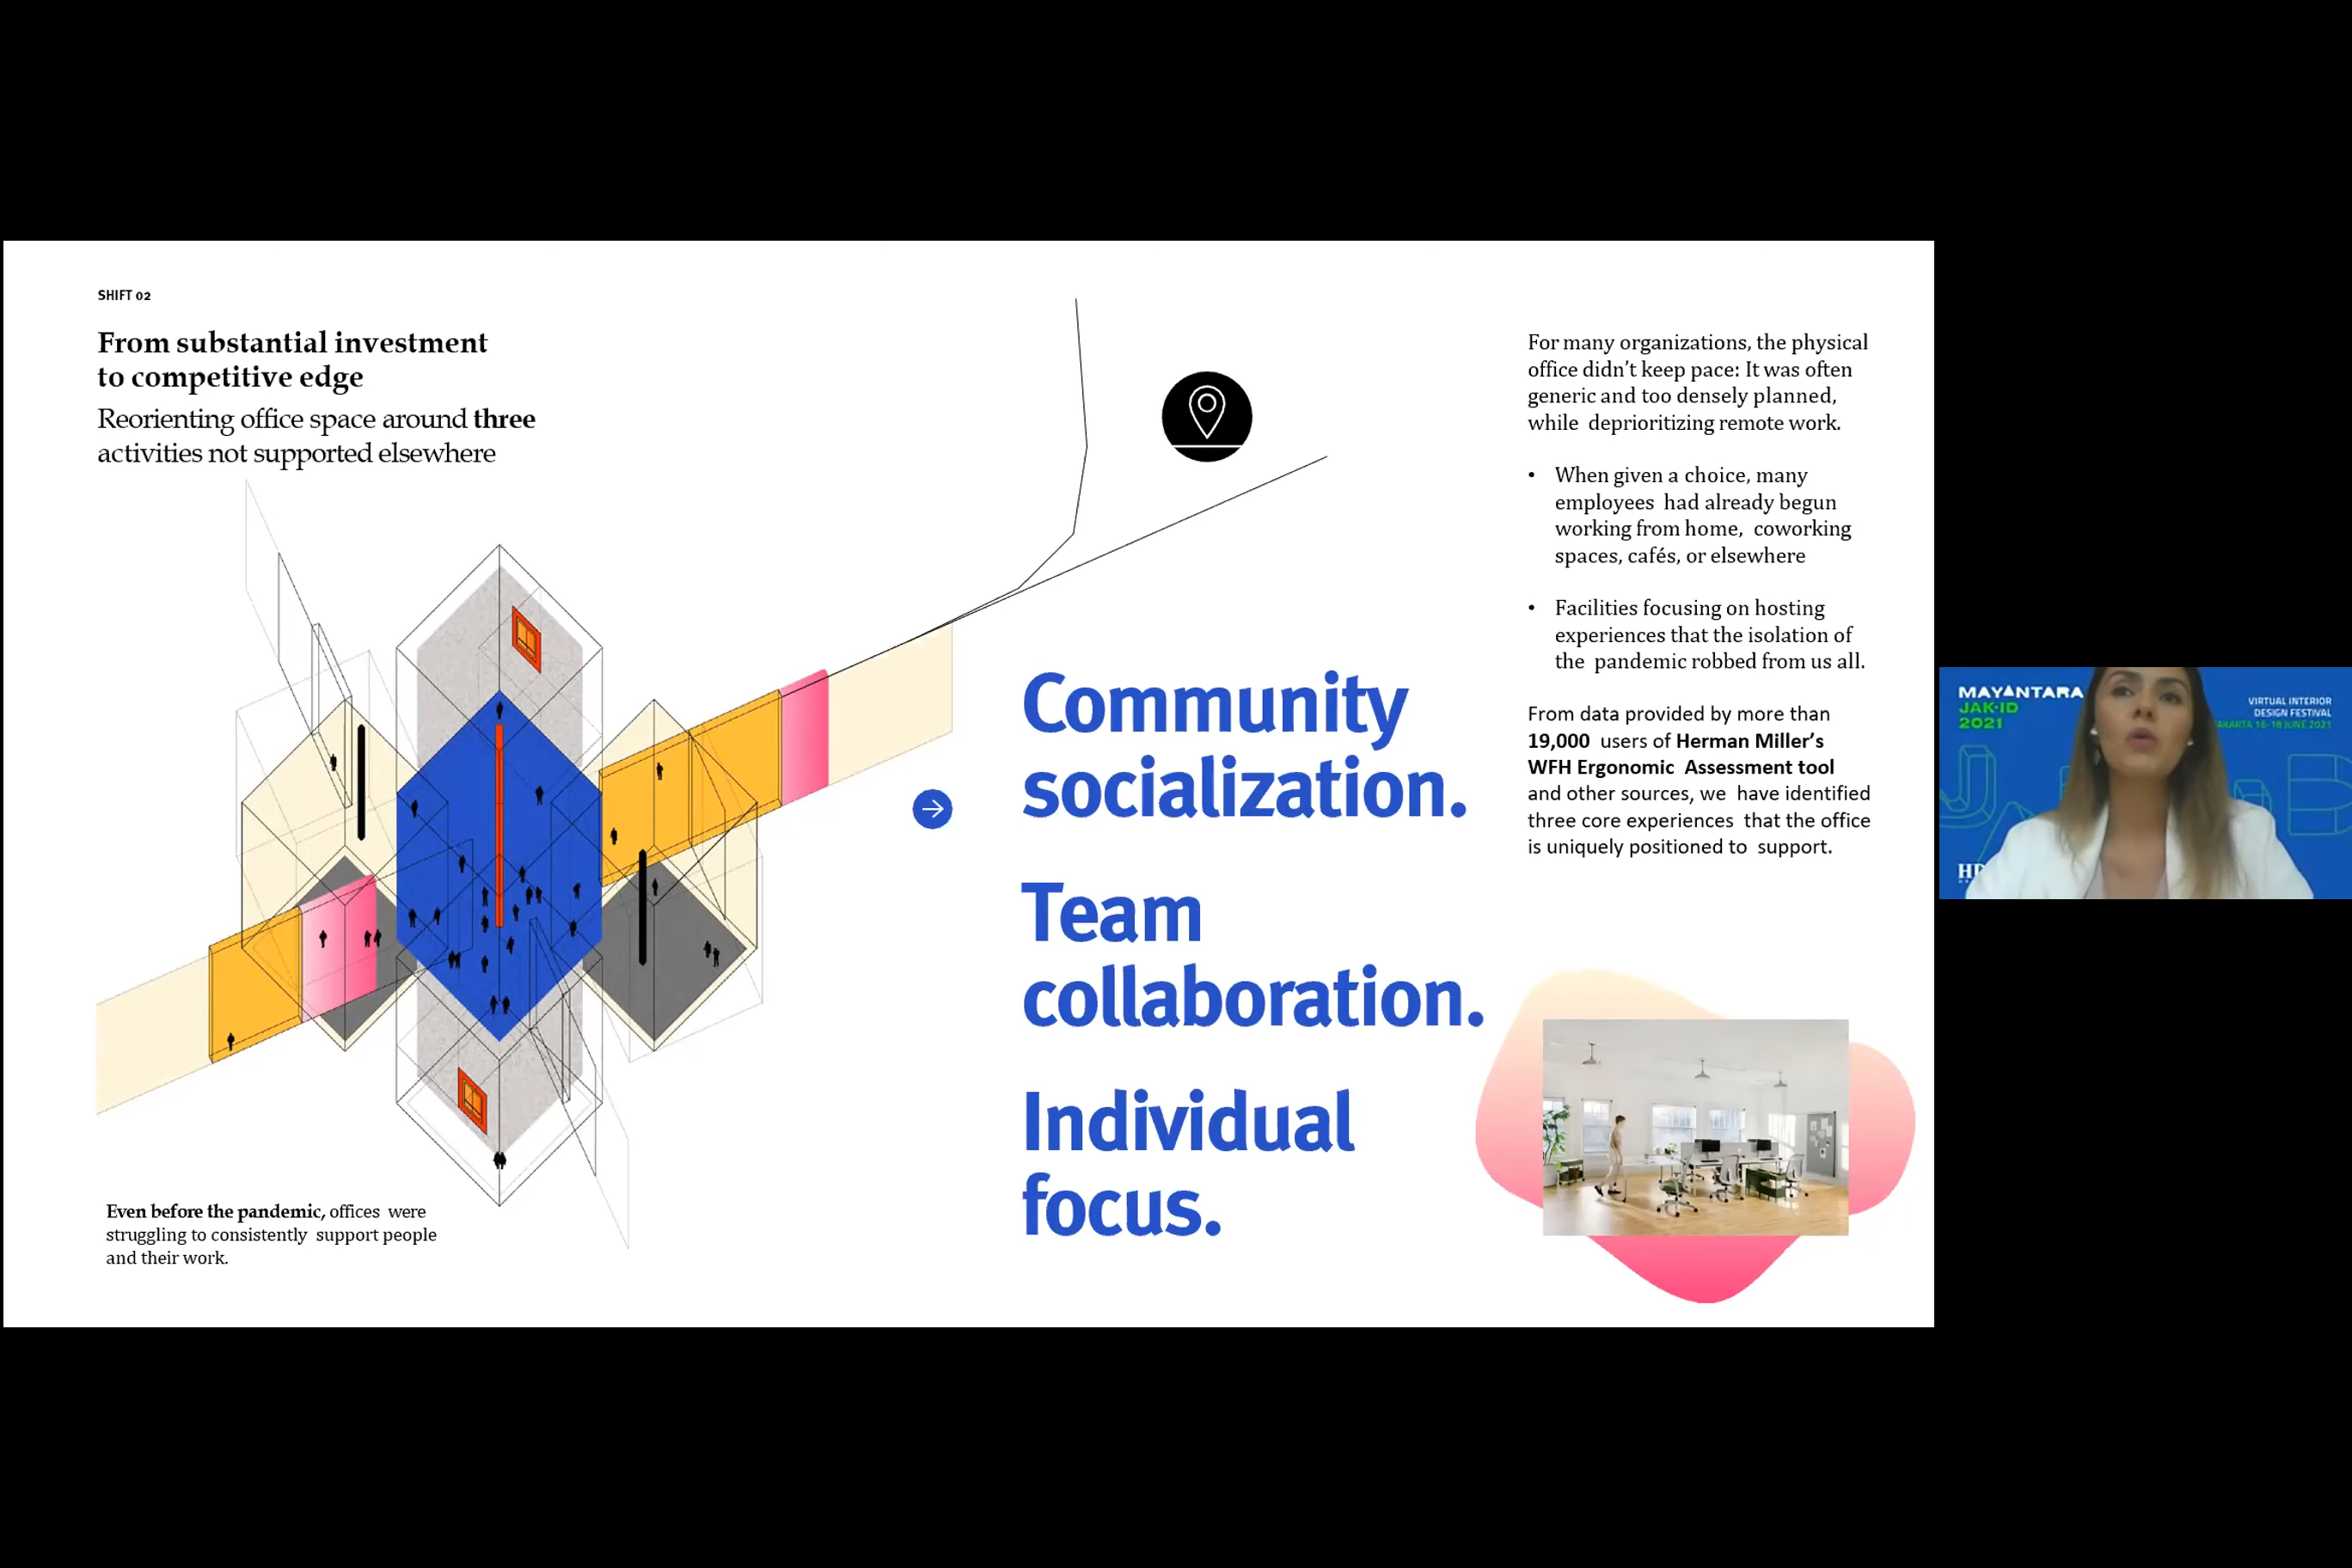 SHIFT 02
From substantial investment
to competitive edge
Reorienting office space around three
activities not supported elsewhere
Even before the pandemic, offices were
struggling to consistently support people
and their work.
Community
socialization.
Team
collaboration.
Individual
focus.
For many organizations, the physical
office didn’t keep pace: It was often
generic and too densely planned,
while deprioritizing remote work.
• When given a choice, many
employees had already begun
working from home, coworking
spaces, cafés, or elsewhere
• Facilities focusing on hosting
experiences that the isolation of
the pandemic robbed from us all.
From data provided by more than
19,000 users of Herman Miller’s
WFH Ergonomic Assessment tool
and other sources, we have identified
three core experiences that the office
is uniquely positioned to support.
MAYANTARA
JAK·ID
2021
VIRTUAL INTERIOR
DESIGN FESTIVAL
JAKARTA 16-18 JUNE 2021